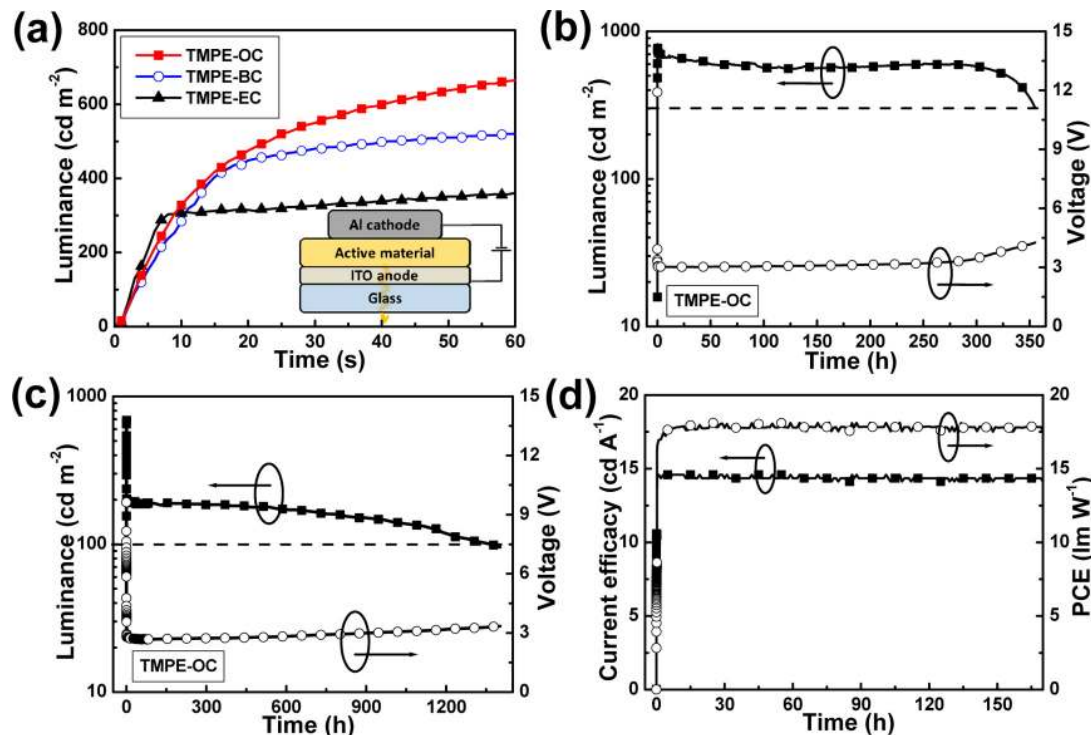 (a)
800
600
400
200
0
0 10 20 30 40 50 60
Luminance (cd m-2)
Time (s)
TMPE-OC
TMPE-BC
TMPE-EC
Al cathode
Active material
ITO anode
Glass
(b)
1000
100
10
15
12
9
6
3
0
0 50 100 150 200 250 300 350
Luminance (cd m-2)
Voltage (V)
Time (h)
TMPE-OC
(c)
1000
100
10
15
12
9
6
3
0
0 300 600 900 1200
Luminance (cd m-2)
Voltage (V)
Time (h)
TMPE-OC
(d)
20
15
10
5
0
20
15
10
5
0
0 50 100 150
Current efficacy (cd A-1)
PCE (lm W-1)
Time (h)